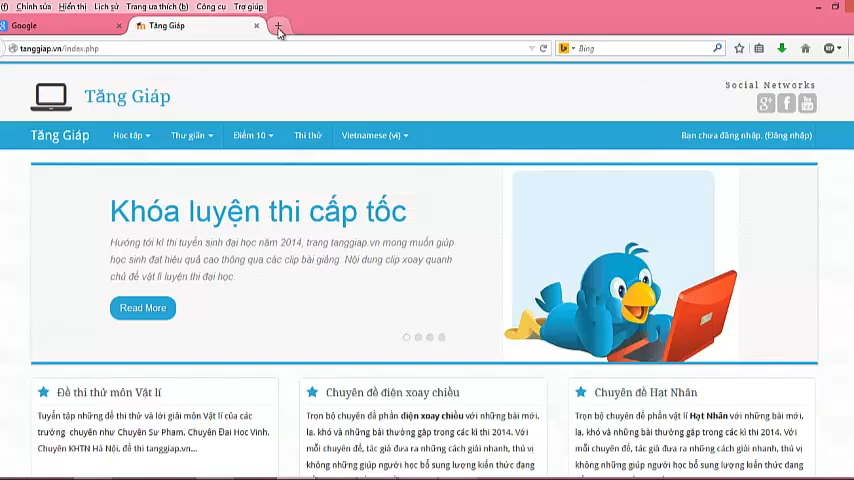 (f) Chỉnh sửa Hiển thị Lịch sử Trang ưa thích (b) Công cụ Trợ giúp
Google
Tăng Giáp
tanggiap.vn/index.php
Bing
Tăng Giáp
Social Networks
Tăng Giáp Học tập Thư giãn Điểm 10 Thi thử Vietnamese (vi) Bạn chưa đăng nhập. (Đăng nhập)
Khóa luyện thi cấp tốc
Hướng tới kì thi tuyển sinh đại học năm 2014, trang tanggiap.vn mong muốn giúp
học sinh đạt hiệu quả cao thông qua các clip bài giảng. Nội dung clip xoay quanh
chủ đề vật lí luyện thi đại học.
Read More
Đề thi thử môn Vật lí
Tuyển tập những đề thi thử và lời giải môn Vật lí của các
trường chuyên như Chuyên Sư Phạm, Chuyên Đại Học Vinh,
Chuyên KHTN Hà Nội, đề thi tanggiap.vn...
Chuyên đề điện xoay chiều
Trọn bộ chuyên đề phần điện xoay chiều với những bài mới,
lạ, khó và những bài thường gặp trong các kì thi 2014. Với
mỗi chuyên đề, tác giả đưa ra những cách giải nhanh, thú vị
không những giúp người học bổ sung lượng kiến thức đang
Chuyên đề Hạt Nhân
Trọn bộ chuyên đề phần vật lí Hạt Nhân với những bài mới,
lạ, khó và những bài thường gặp trong các kì thi 2014. Với
mỗi chuyên đề, tác giả đưa ra những cách giải nhanh, thú vị
không những giúp người học bổ sung lượng kiến thức đang